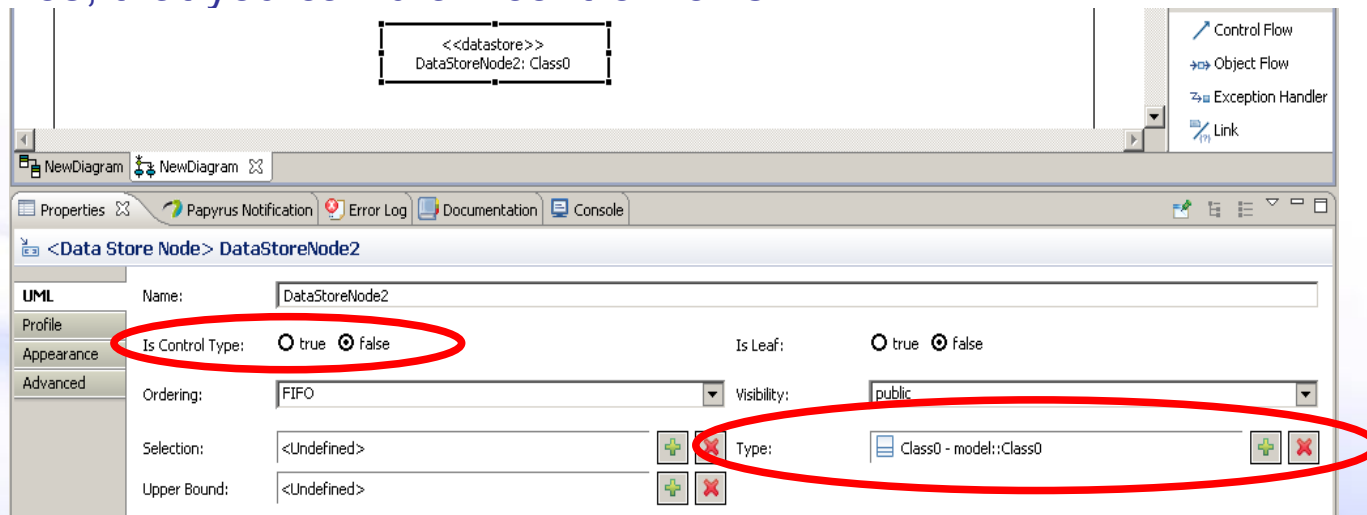 <<datastore>>
DataStoreNode2: Class0
Control Flow
Object Flow
Exception Handler
Link
NewDiagram NewDiagram
Properties Papyrus Notification Error Log Documentation Console
<Data Store Node> DataStoreNode2
UML
Profile
Appearance
Advanced
Name: DataStoreNode2
Is Control Type: true false Is Leaf: true false
Ordering: FIFO Visibility: public
Selection: <Undefined> Type: Class0 - model::Class0
Upper Bound: <Undefined>